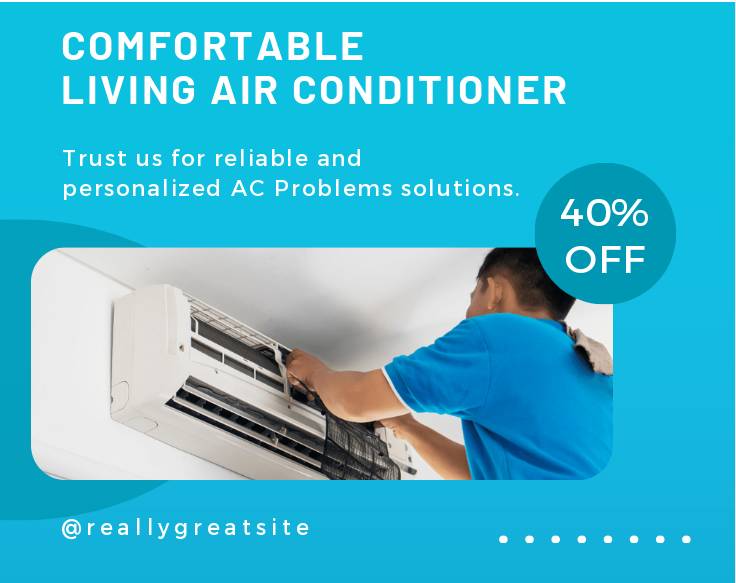 COMFORTABLE
LIVING AIR CONDITIONER
Trust us for reliable and
personalized AC Problems solutions.
40%
OFF
@reallygreatsite